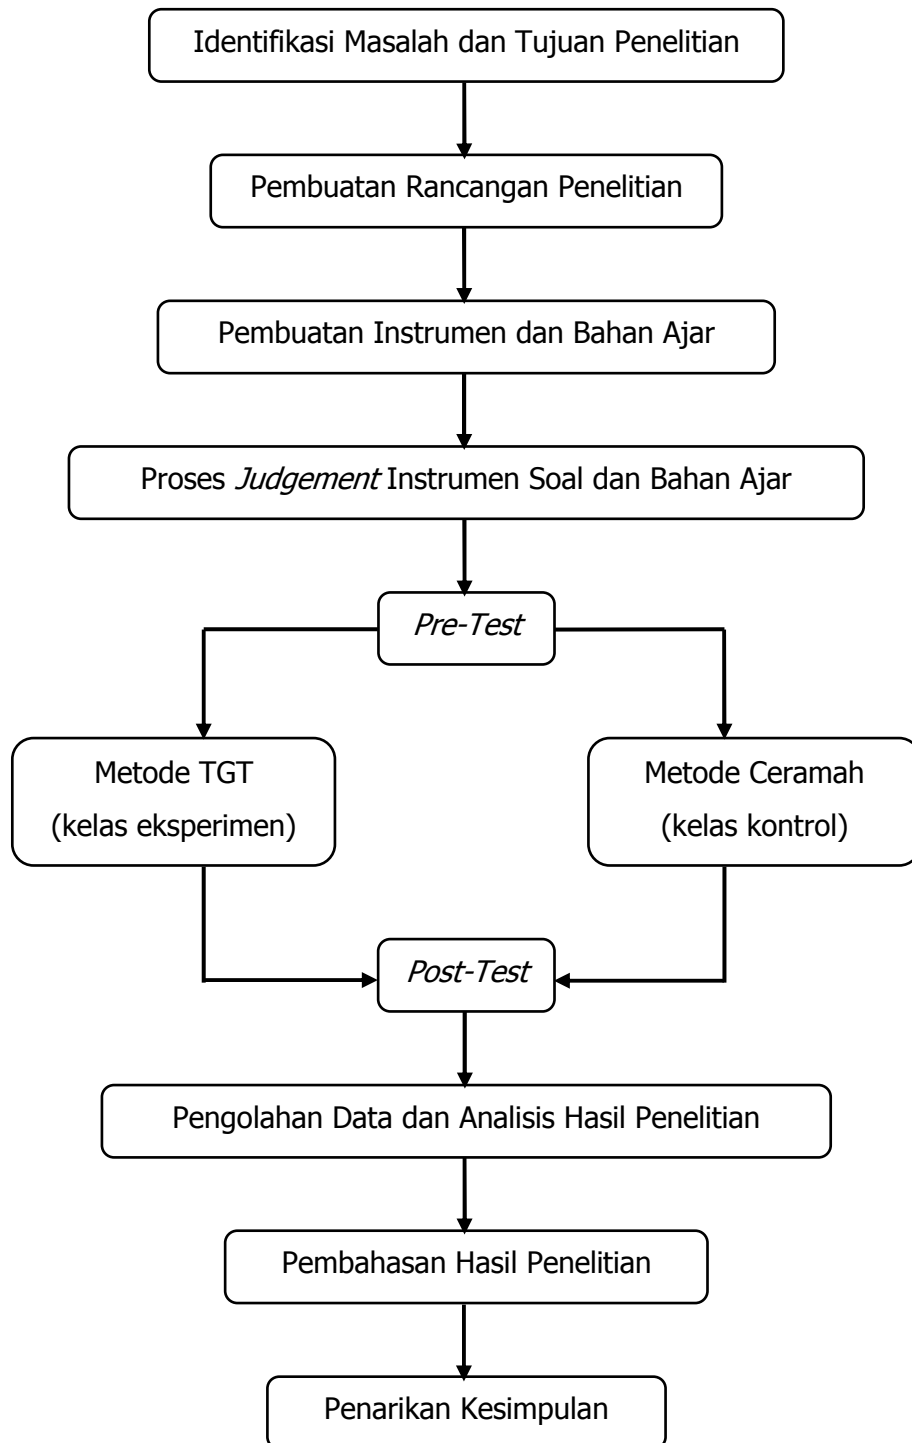 Identifikasi Masalah dan Tujuan Penelitian
Pembuatan Rancangan Penelitian
Pembuatan Instrumen dan Bahan Ajar
Proses Judgement Instrumen Soal dan Bahan Ajar
Pre-Test
Metode TGT
(kelas eksperimen)
Metode Ceramah
(kelas kontrol)
Post-Test
Pengolahan Data dan Analisis Hasil Penelitian
Pembahasan Hasil Penelitian
Penarikan Kesimpulan